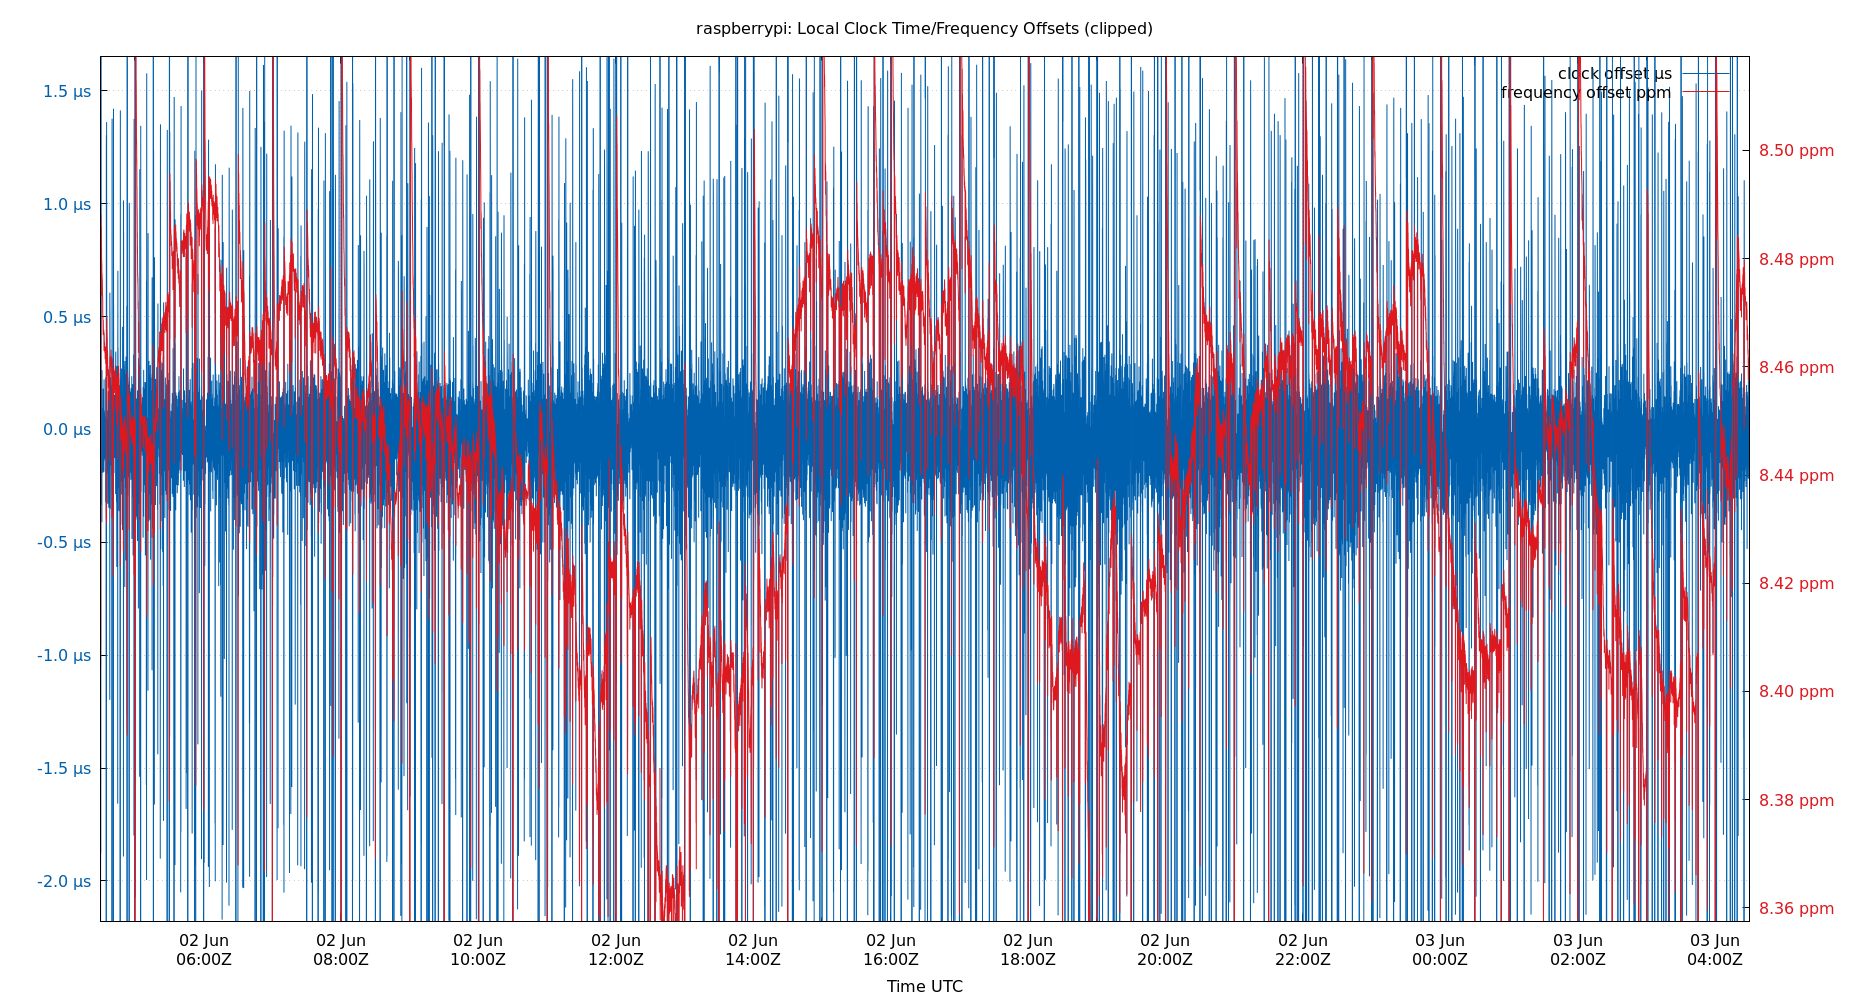 raspberrypi: Local Clock Time/Frequency Offsets (clipped)
clock offset µs
frequency offset ppm
1.5 µs
1.0 µs
0.5 µs
0.0 µs
-0.5 µs
-1.0 µs
-1.5 µs
-2.0 µs
8.50 ppm
8.48 ppm
8.46 ppm
8.44 ppm
8.42 ppm
8.40 ppm
8.38 ppm
8.36 ppm
02 Jun 02 Jun 02 Jun 02 Jun 02 Jun 02 Jun 02 Jun 02 Jun 02 Jun 03 Jun 03 Jun 03 Jun
06:00Z 08:00Z 10:00Z 12:00Z 14:00Z 16:00Z 18:00Z 20:00Z 22:00Z 00:00Z 02:00Z 04:00Z
Time UTC